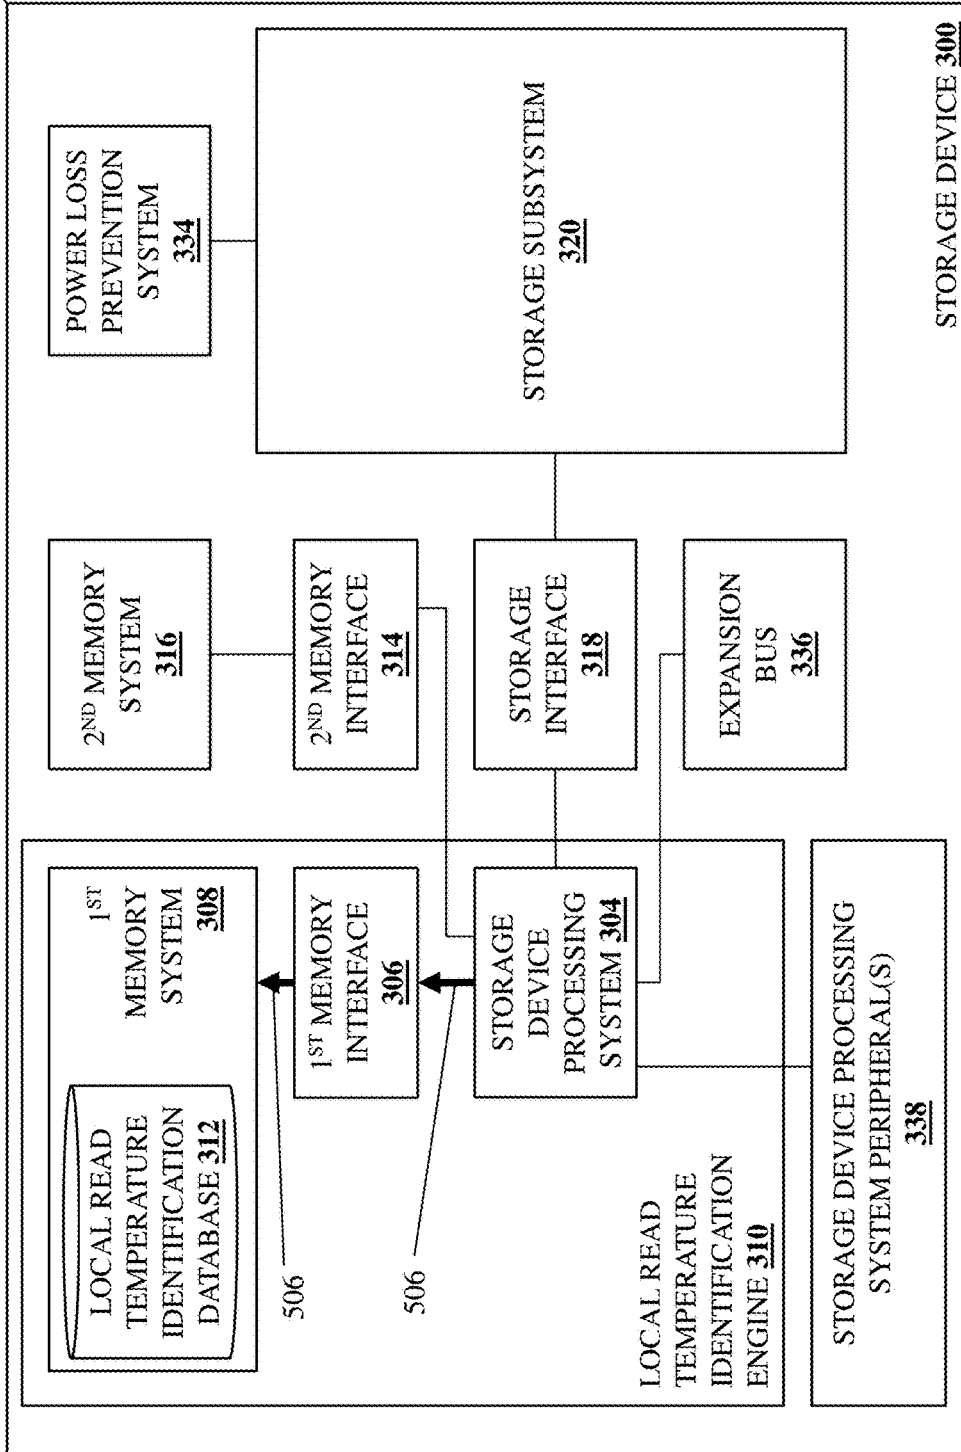 LOCAL READ
TEMPERATURE
IDENTIFICATION
DATABASE 312
1ST
MEMORY
SYSTEM
308
2ND MEMORY
SYSTEM
316
POWER LOSS
PREVENTION
SYSTEM
334
506
1ST MEMORY
INTERFACE
306
2ND MEMORY
INTERFACE
314
506
STORAGE
DEVICE
PROCESSING
SYSTEM 304
STORAGE
INTERFACE
318
STORAGE SUBSYSTEM
320
LOCAL READ
TEMPERATURE
IDENTIFICATION
ENGINE 310
EXPANSION
BUS
336
STORAGE DEVICE PROCESSING
SYSTEM PERIPHERAL(S)
338
STORAGE DEVICE 300